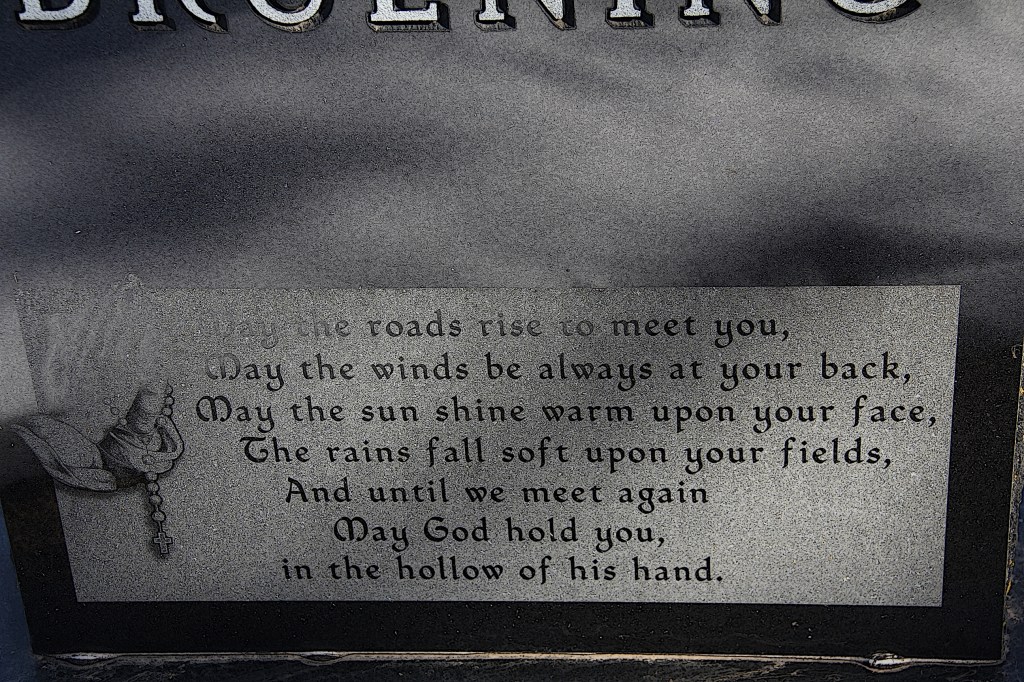 BRUENING
May the roads rise to meet you,
May the winds be always at your back,
May the sun shine warm upon your face,
The rains fall soft upon your fields,
And until we meet again
May God hold you,
in the hollow of his hand.